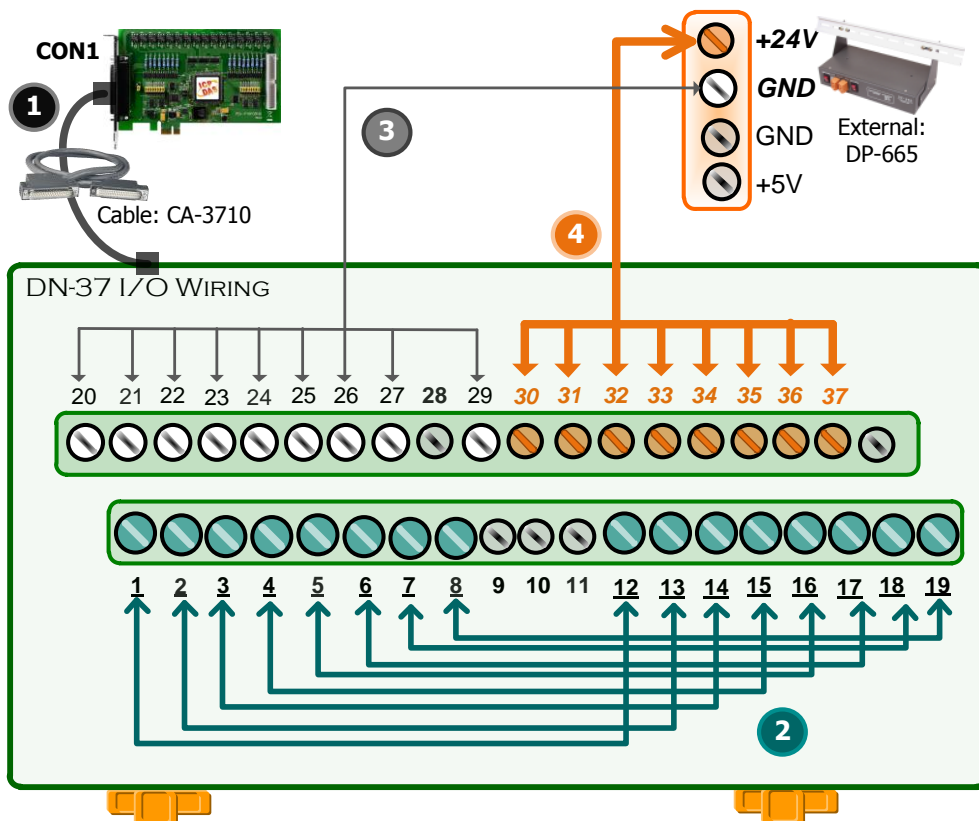 CON1
1
Cable: CA-3710
3
4
+24V
GND
GND
+5V
External:
DP-665
DN-37 I/O WIRING
20 21 22 23 24 25 26 27 28 29 30 31 32 33 34 35 36 37
1 2 3 4 5 6 7 8 9 10 11 12 13 14 15 16 17 18 19
2